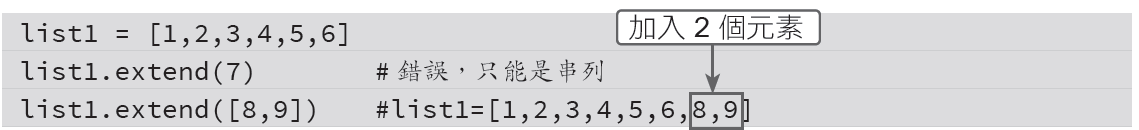 加入 2 個元素
list1 = [1,2,3,4,5,6]
list1.extend(7) # 錯誤，只能是串列
list1.extend([8,9]) #list1=[1,2,3,4,5,6,8,9]